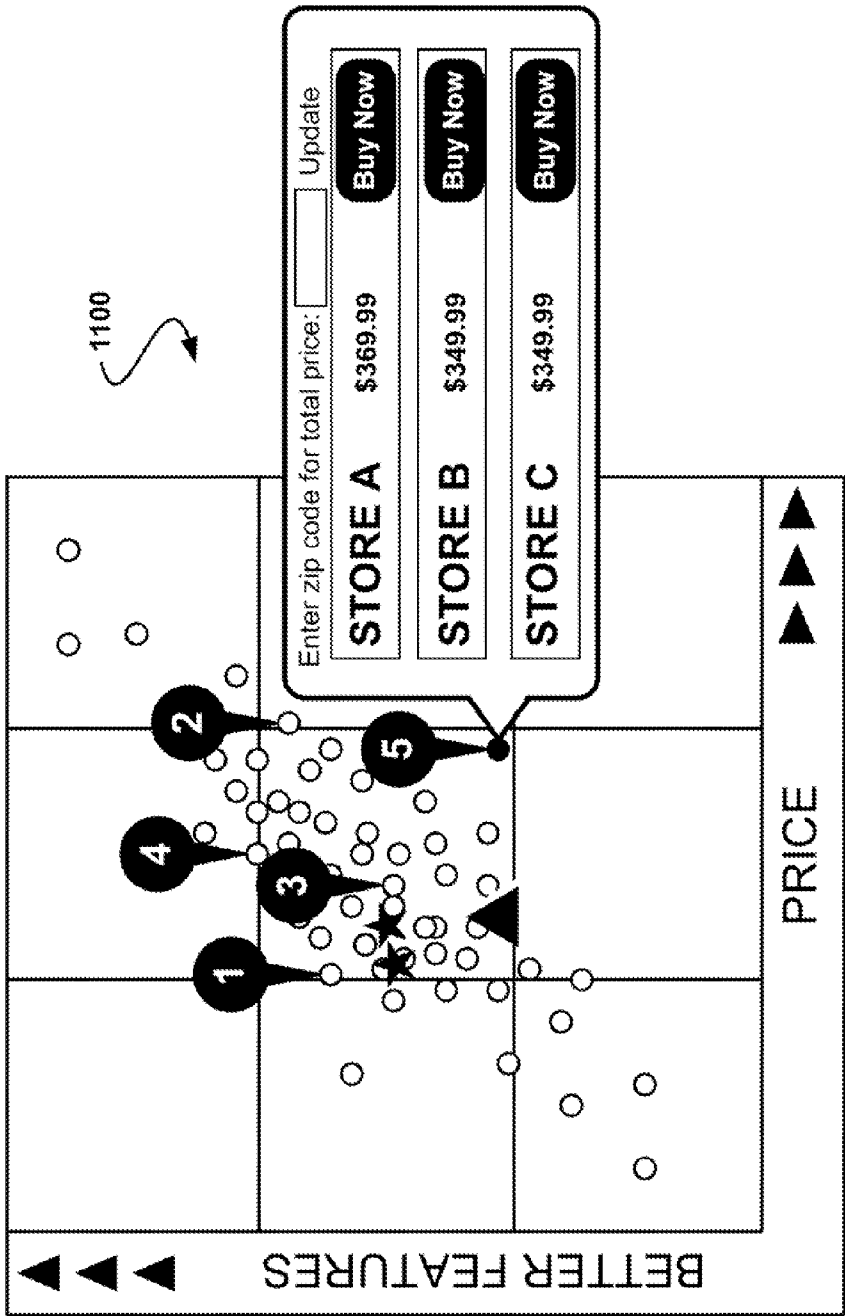 1100
Enter zip code for total price: Update
STORE A $369.99 Buy Now
STORE B $349.99 Buy Now
STORE C $349.99 Buy Now
2
4
5
3
1
BETTER FEATURES
PRICE